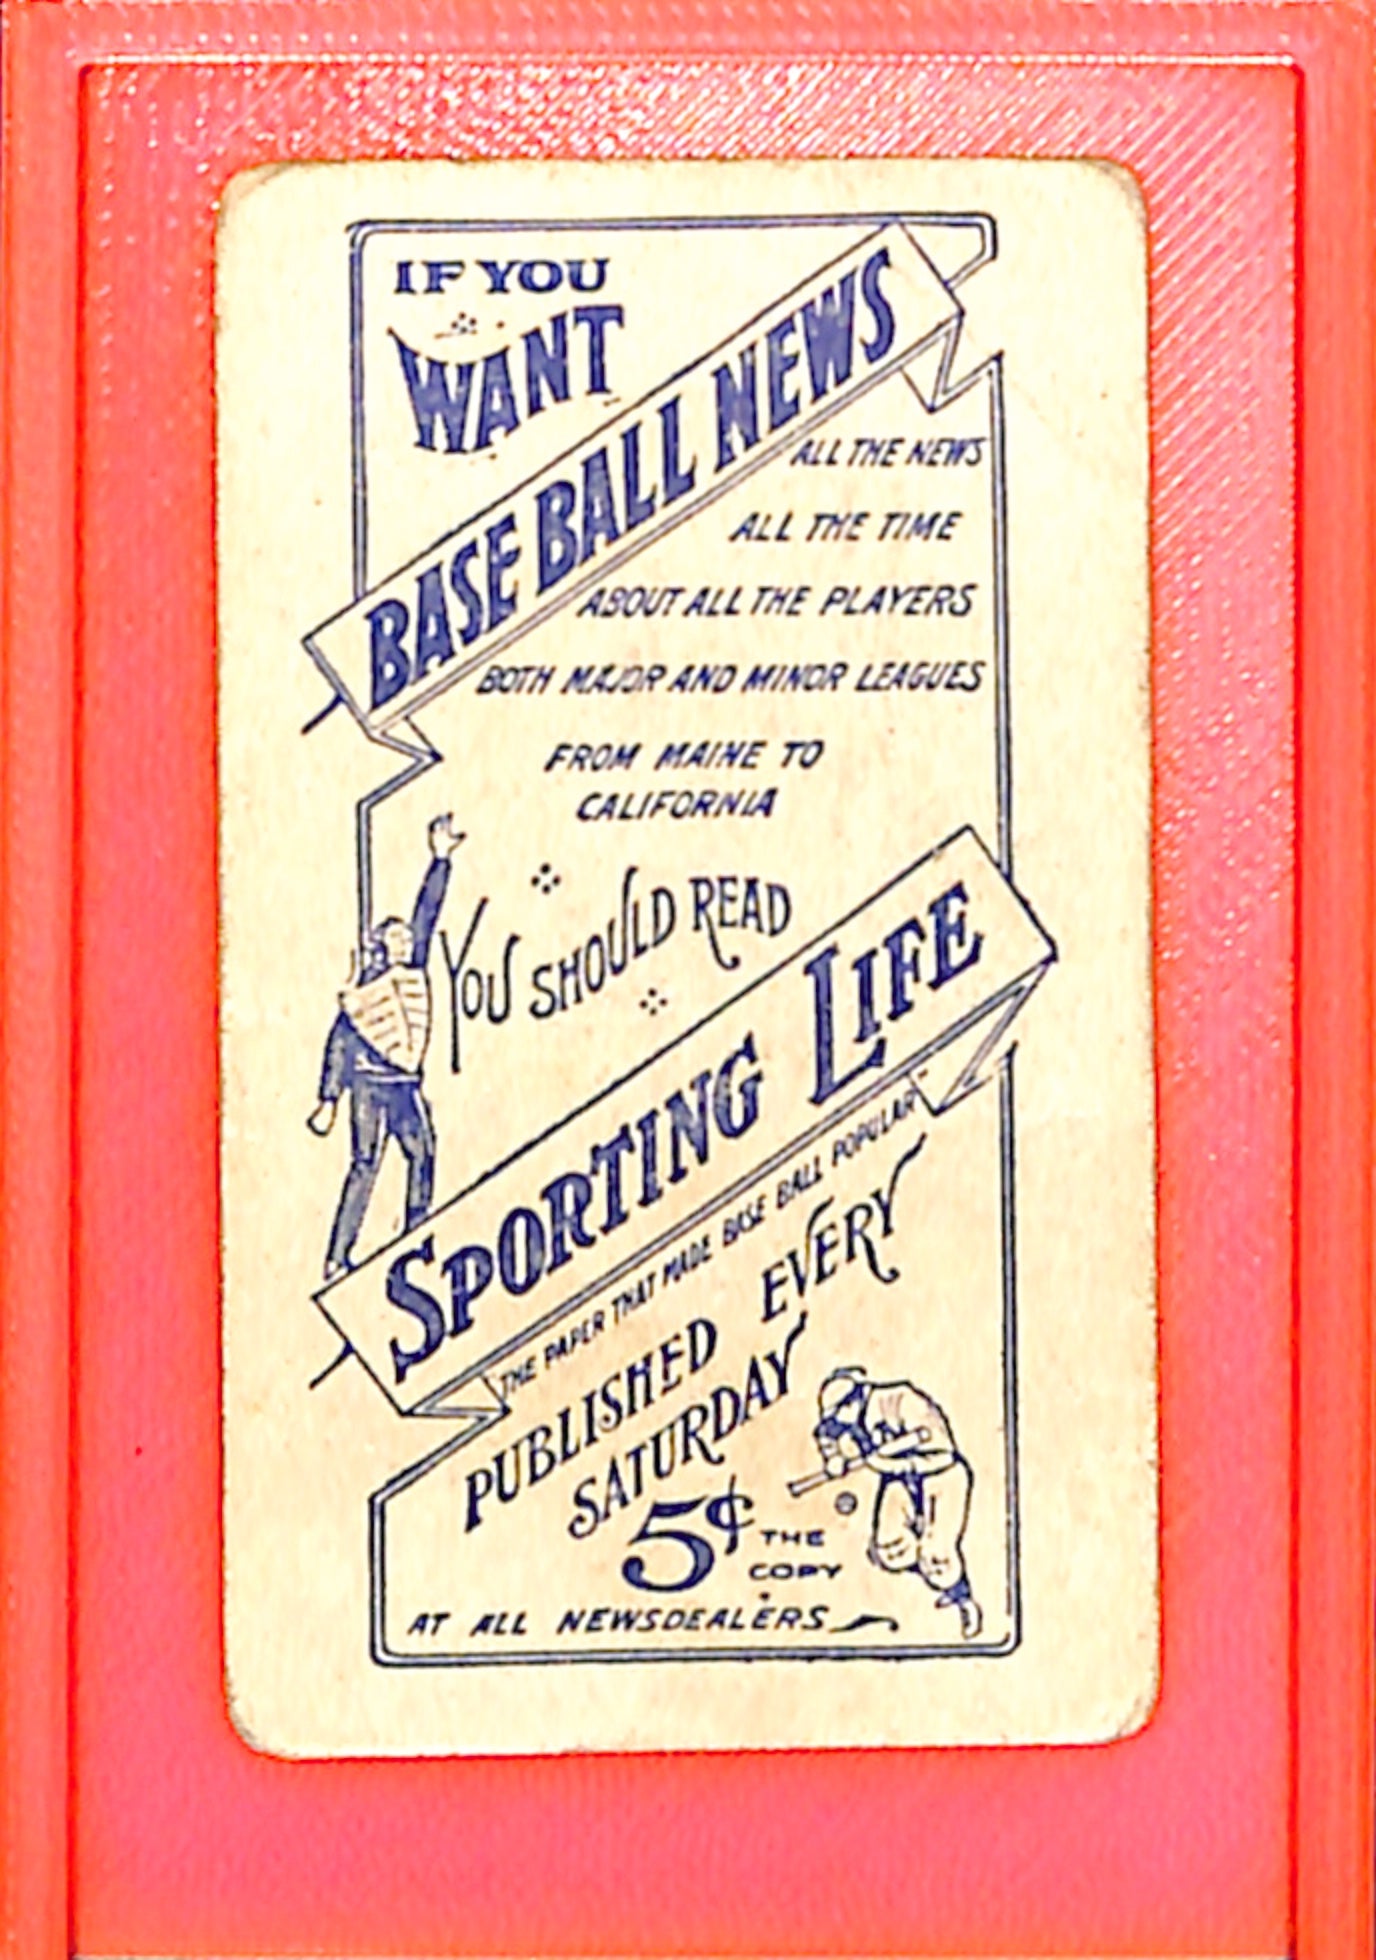 IF YOU
WANT
BASE BALL NEWS
ALL THE NEWS
ALL THE TIME
ABOUT ALL THE PLAYERS
BOTH MAJOR AND MINOR LEAGUES
FROM MAINE TO
CALIFORNIA
YOU SHOULD READ
SPORTING LIFE
"THE PAPER THAT MADE BASE BALL POPULAR"
PUBLISHED EVERY
SATURDAY
5¢ THE
COPY
AT ALL NEWSDEALERS